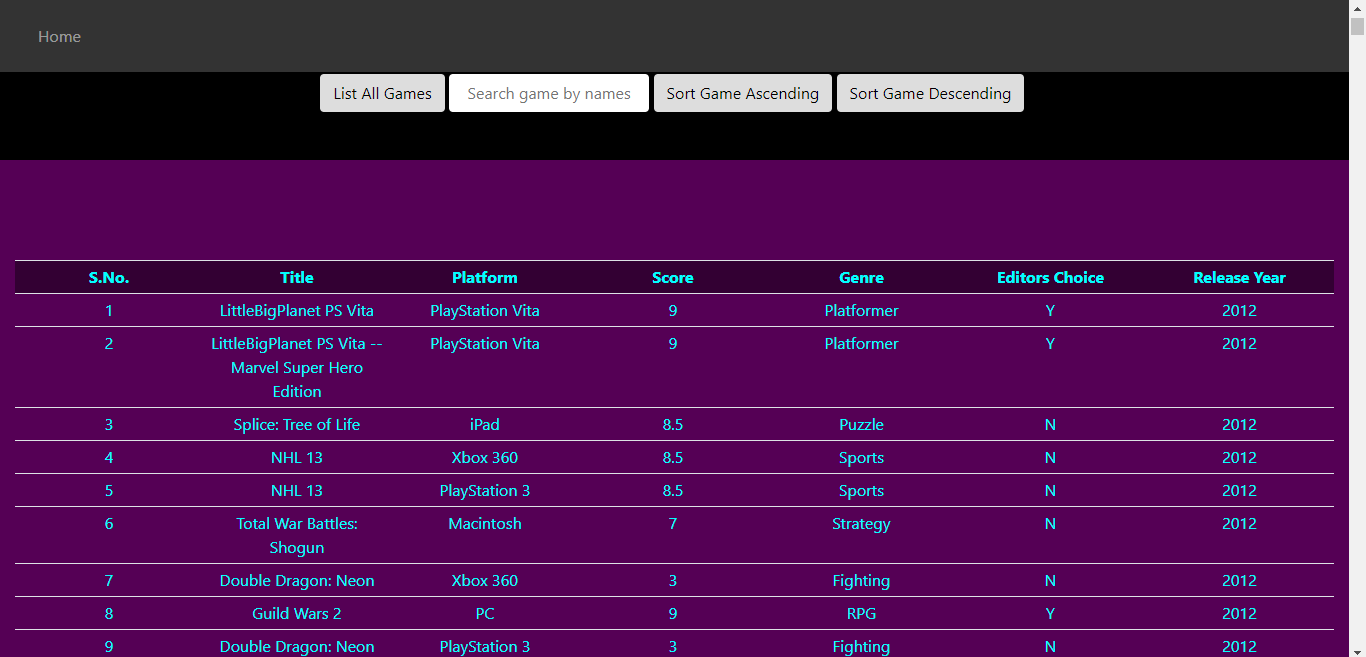 Home
List All Games Search game by names Sort Game Ascending Sort Game Descending
S.No. Title Platform Score Genre Editors Choice Release Year
1 LittleBigPlanet PS Vita PlayStation Vita 9 Platformer Y 2012
2 LittleBigPlanet PS Vita -- PlayStation Vita 9 Platformer Y 2012
Marvel Super Hero
Edition
3 Splice: Tree of Life iPad 8.5 Puzzle N 2012
4 NHL 13 Xbox 360 8.5 Sports N 2012
5 NHL 13 PlayStation 3 8.5 Sports N 2012
6 Total War Battles: Macintosh 7 Strategy N 2012
Shogun
7 Double Dragon: Neon Xbox 360 3 Fighting N 2012
8 Guild Wars 2 PC 9 RPG Y 2012
9 Double Dragon: Neon PlayStation 3 3 Fighting N 2012